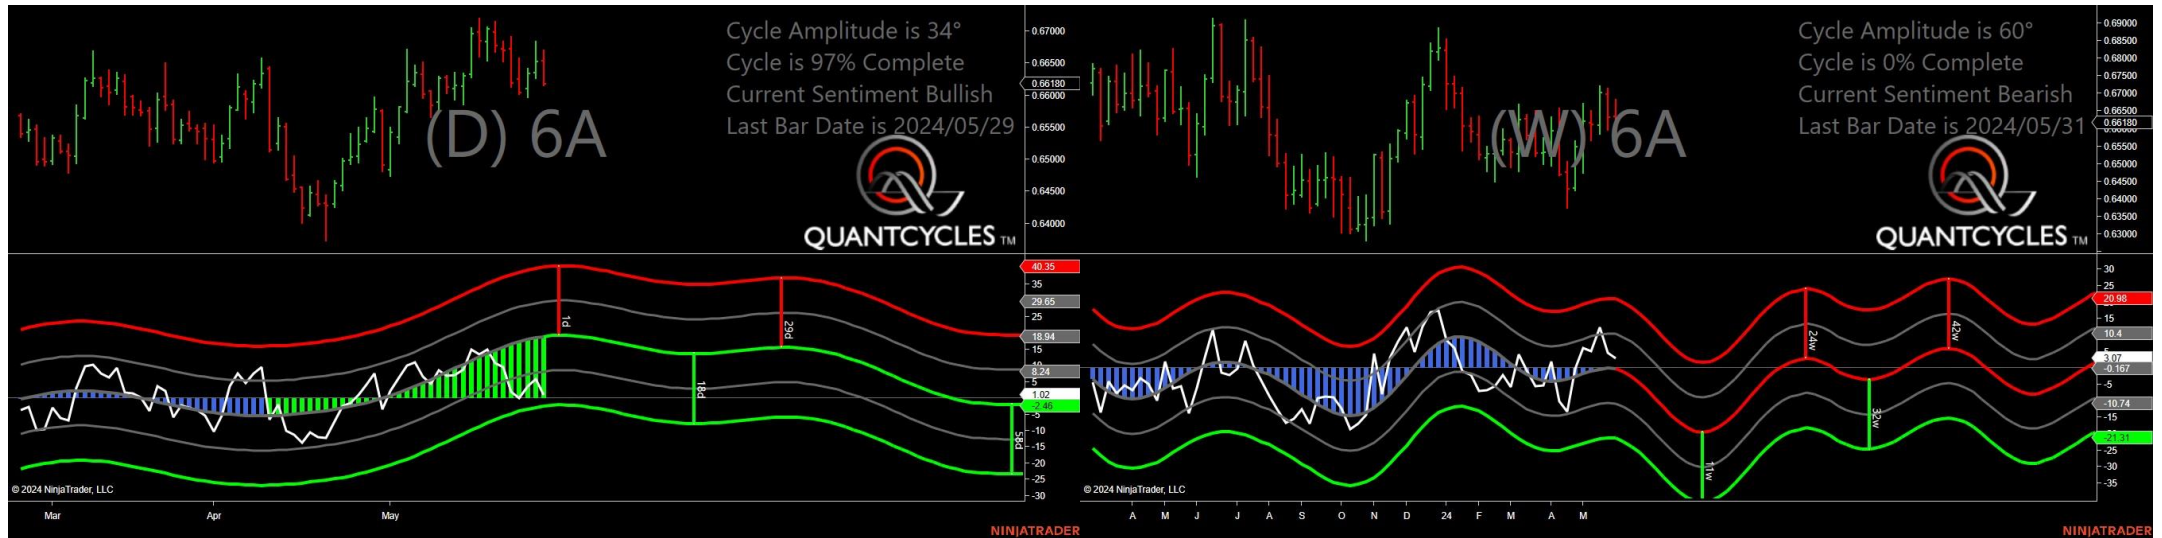 Cycle Amplitude is 34°
Cycle is 97% Complete
Current Sentiment Bullish
Last Bar Date is 2024/05/29
(D) 6A
QUANTCYCLES TM
0.67000
0.66500
0.66180
0.66000
0.65500
0.65000
0.64500
0.64000
40.35
35
29.65
25
18.94
15
8.24
5
1.02
-2.46
-5
-10
-15
-20
-25
-30
1d
18d
29d
58d
© 2024 NinjaTrader, LLC
Mar Apr May
NINJATRADER
Cycle Amplitude is 60°
Cycle is 0% Complete
Current Sentiment Bearish
Last Bar Date is 2024/05/31
(W) 6A
QUANTCYCLES TM
0.69000
0.68500
0.68000
0.67500
0.67000
0.66500
0.66180
0.65500
0.65000
0.64500
0.64000
0.63500
0.63000
30
25
20.98
15
10.4
3.07
-0.167
-5
-10.74
-15
-21.31
-25
-30
-35
11w
24w
32w
42w
© 2024 NinjaTrader, LLC
A M J J A S O N D 24 F M A M
NINJATRADER